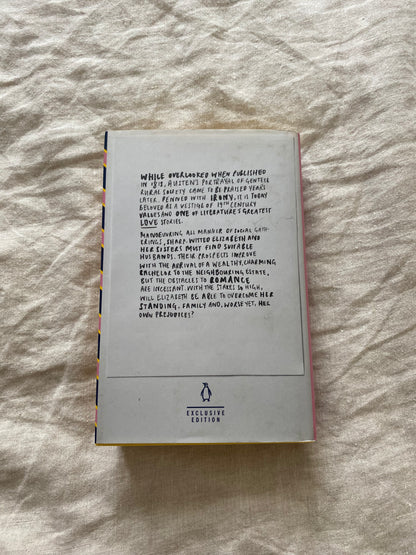 WHILE OVERLOOKED WHEN PUBLISHED
IN 1813, AUSTEN'S PORTRAYAL OF GENTEEL
RURAL SOCIETY CAME TO BE PRAISED YEARS
LATER. PENNED WITH IRONY, IT IS TODAY
BELOVED AS A VESTIGE OF 19TH CENTURY
VALUES AND ONE OF LITERATURE'S GREATEST
LOVE STORIES.
MANOEUVRING ALL MANNER OF SOCIAL GATH-
ERINGS, SHARP-WITTED ELIZABETH AND
HER SISTERS MUST FIND SUITABLE
HUSBANDS. THEIR PROSPECTS IMPROVE
WITH THE ARRIVAL OF A WEALTHY, CHARMING
BACHELOR TO THE NEIGHBOURING ESTATE,
BUT THE OBSTACLES TO ROMANCE
ARE INCESSANT. WITH THE STAKES SO HIGH,
WILL ELIZABETH BE ABLE TO OVERCOME HER
STANDING, FAMILY AND, WORSE YET, HER
OWN PREJUDICES?
EXCLUSIVE
EDITION